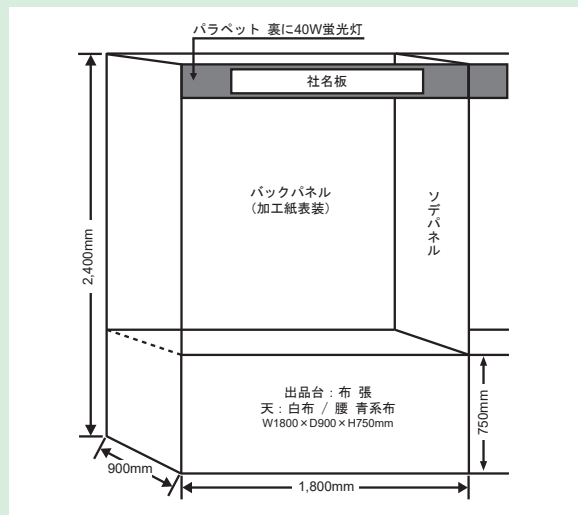 パラペット 裏に40W蛍光灯
社名板
バックパネル
（加工紙表装）
ソデパネル
2,400mm
出品台：布 張
天：白布 / 腰 青系布
W1800×D900×H750mm
750mm
900mm
1,800mm